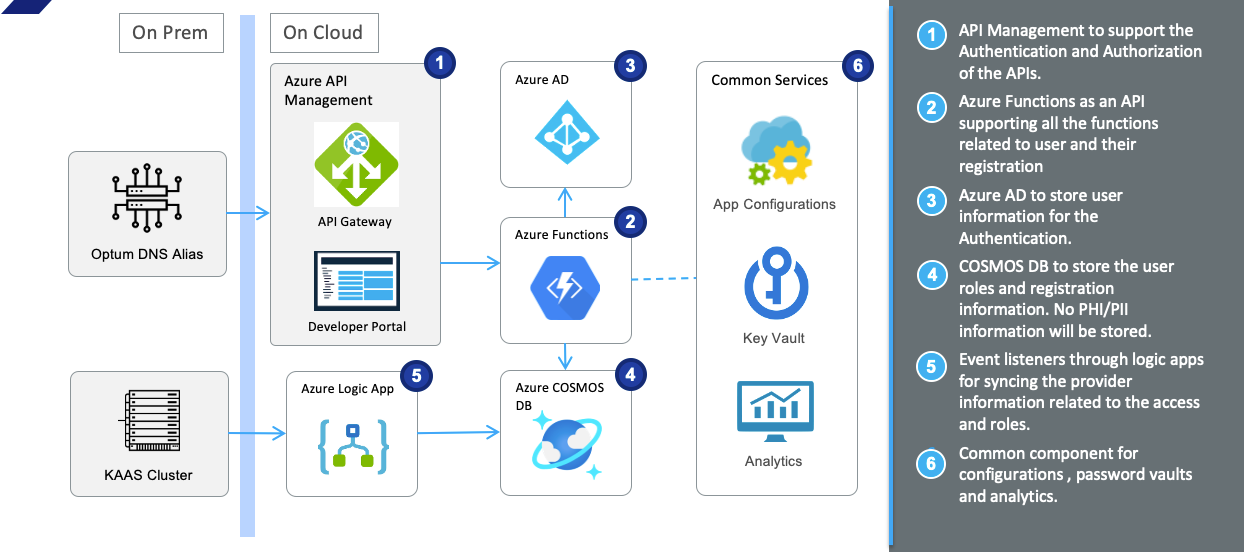 On Prem
On Cloud
Azure API
Management
1
API Gateway
Developer Portal
Optum DNS Alias
KAAS Cluster
Azure Logic App
5
Azure AD
3
Azure Functions
2
Azure COSMOS
DB
4
Common Services
6
App Configurations
Key Vault
Analytics
1
API Management to support the
Authentication and Authorization
of the APIs.
2
Azure Functions as an API
supporting all the functions
related to user and their
registration
3
Azure AD to store user
information for the
Authentication.
4
COSMOS DB to store the user
roles and registration
information. No PHI/PII
information will be stored.
5
Event listeners through logic apps
for syncing the provider
information related to the access
and roles.
6
Common component for
configurations , password vaults
and analytics.